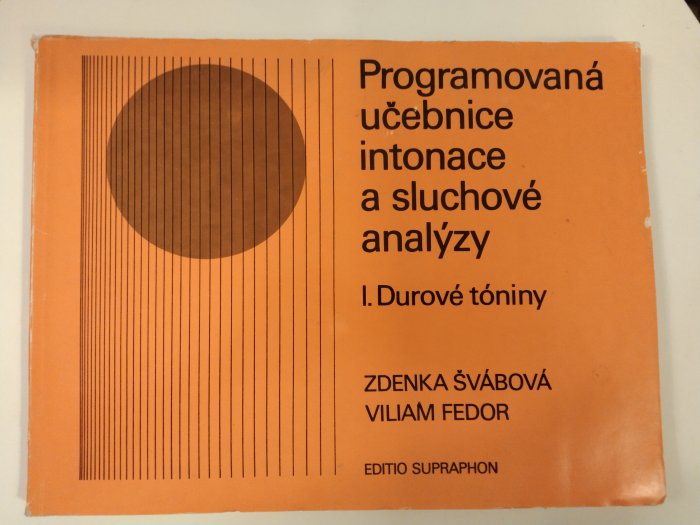 Programovaná
učebnice
intonace
a sluchové
analýzy
I. Durové tóniny
ZDENKA ŠVÁBOVÁ
VILIAM FEDOR
EDITIO SUPRAPHON